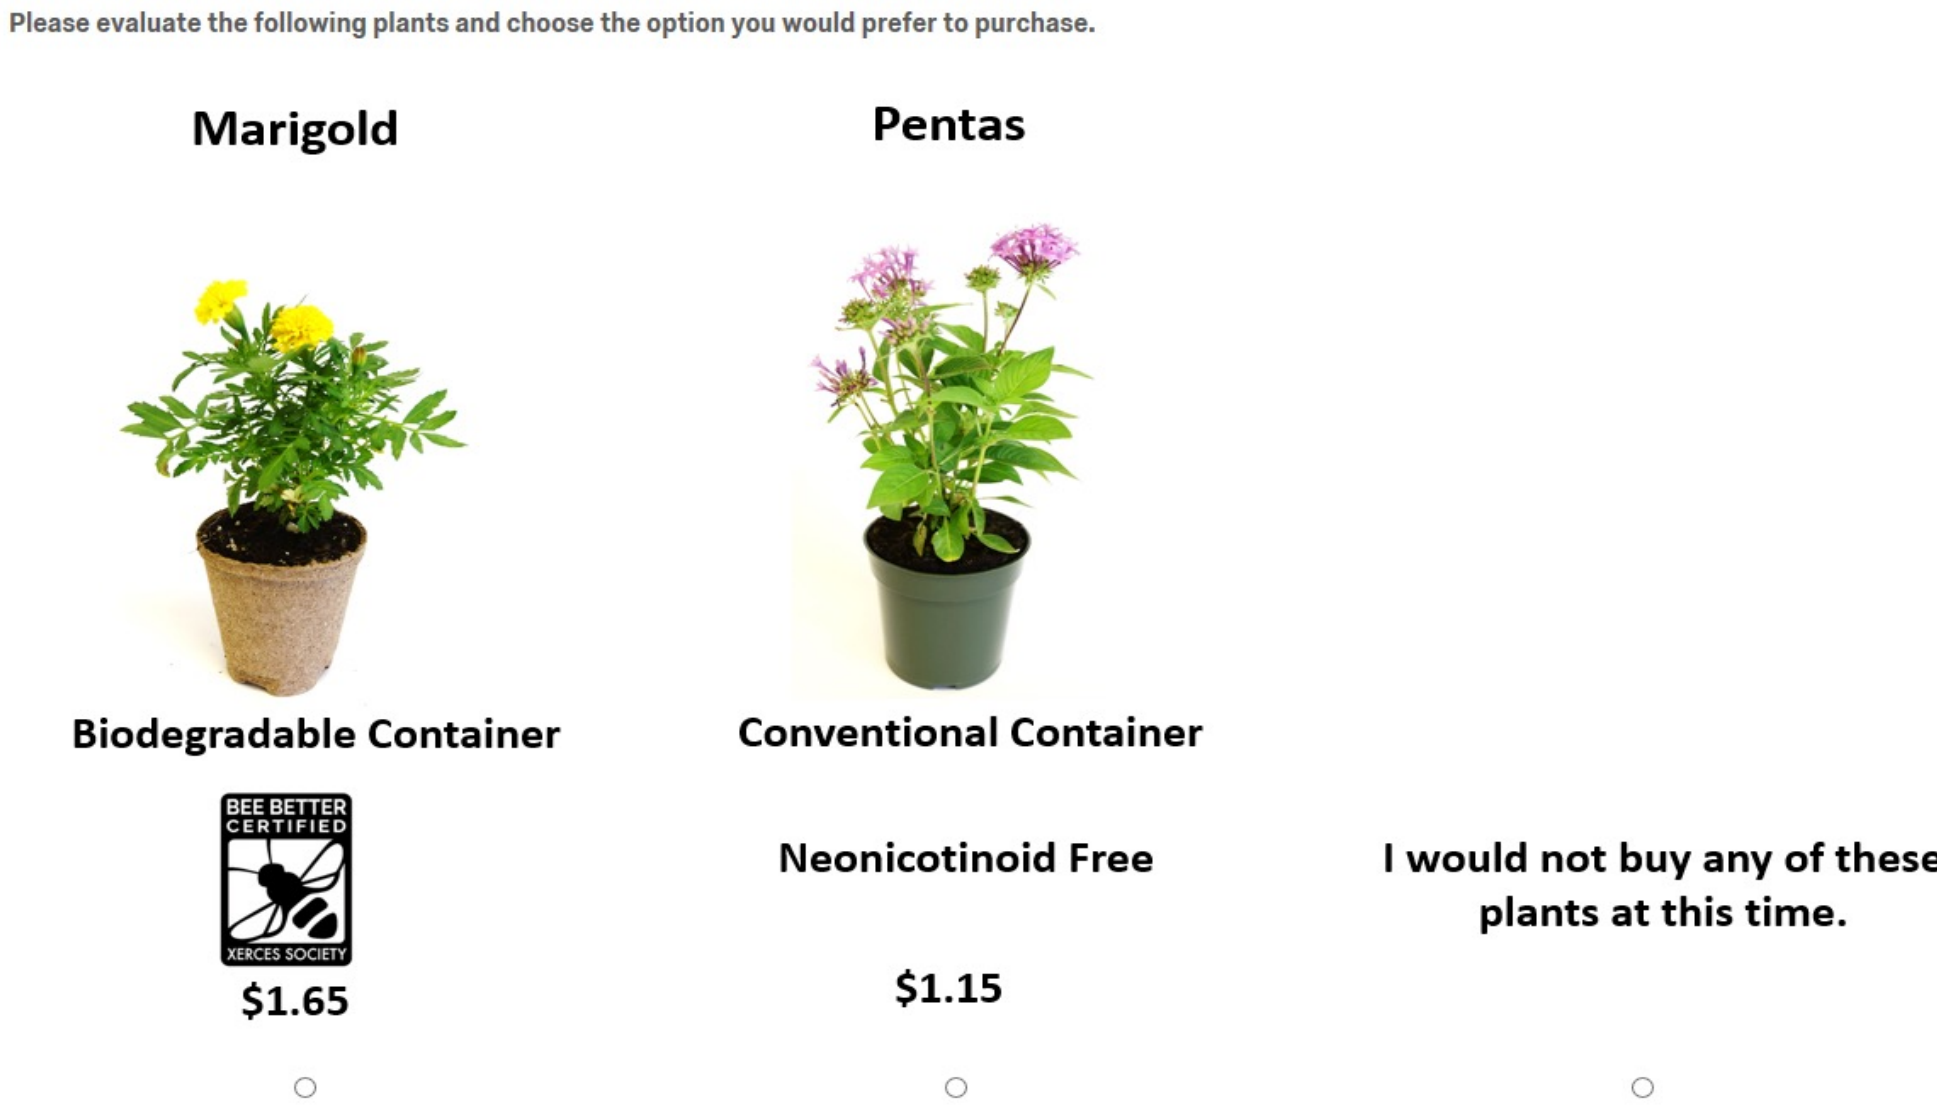 Please evaluate the following plants and choose the option you would prefer to purchase.
Marigold
Pentas
Biodegradable Container
Conventional Container
BEE BETTER
CERTIFIED
XERCES SOCIETY
Neonicotinoid Free
I would not buy any of these
plants at this time.
$1.65
$1.15